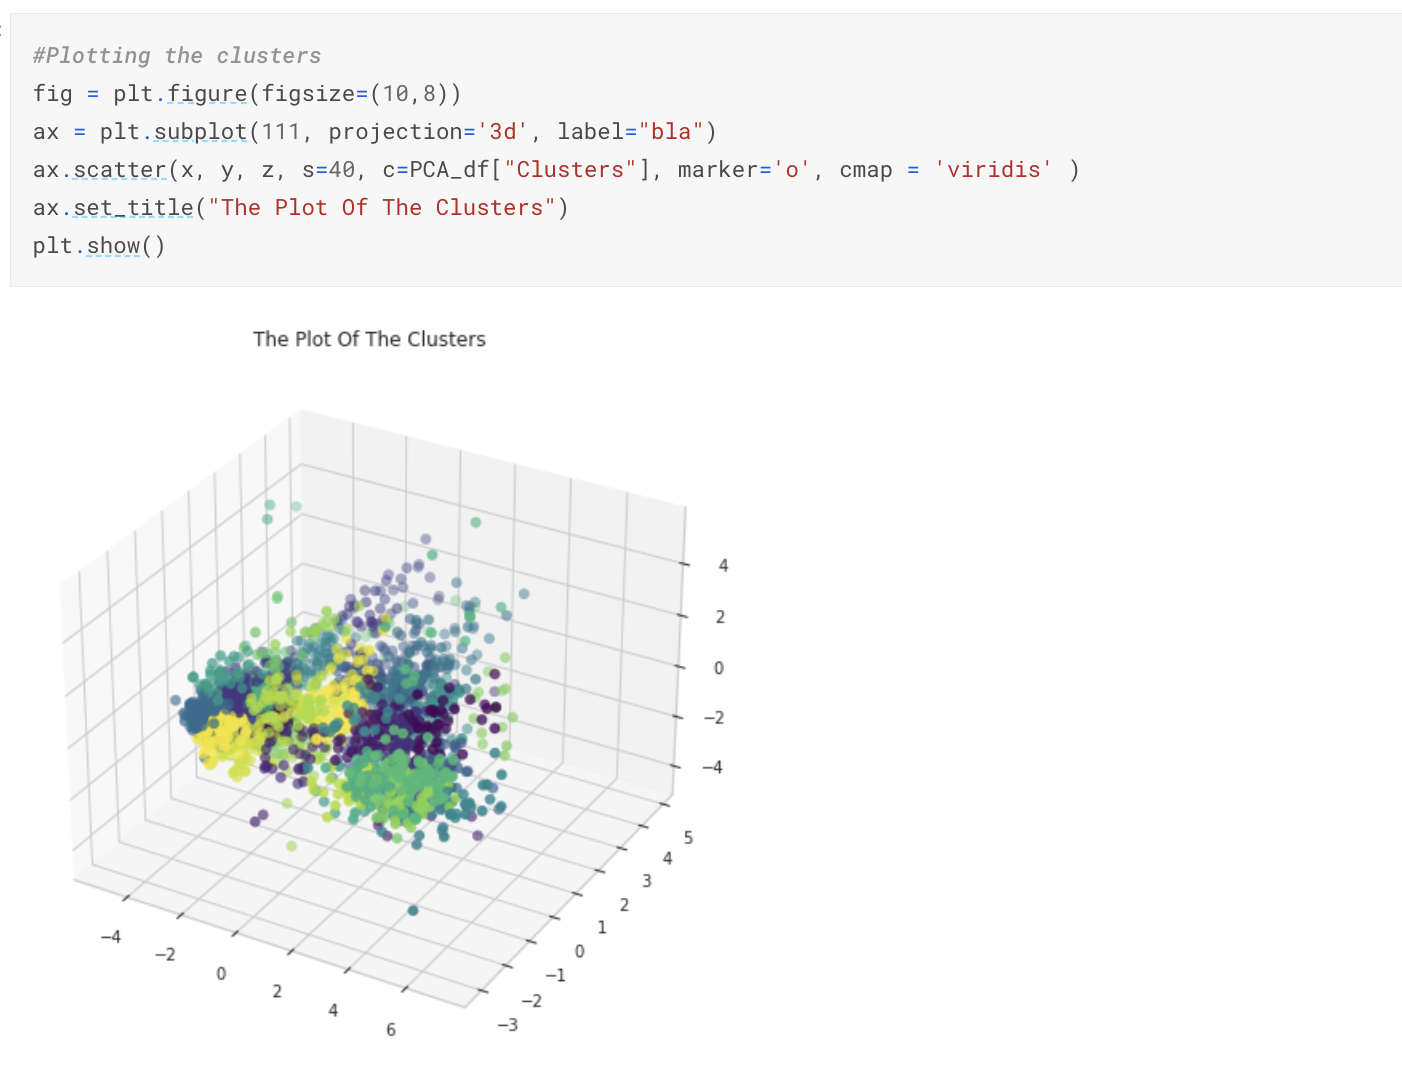 #Plotting the clusters
fig = plt.figure(figsize=(10,8))
ax = plt.subplot(111, projection='3d', label="bla")
ax.scatter(x, y, z, s=40, c=PCA_df["Clusters"], marker='o', cmap = 'viridis' )
ax.set_title("The Plot Of The Clusters")
plt.show()
The Plot Of The Clusters
4
2
0
−2
−4
5
4
3
2
1
0
−1
−2
−3
−4
−2
0
2
4
6